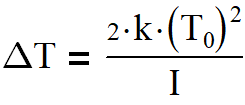 ΔT = 2·k·(T₀)² / I